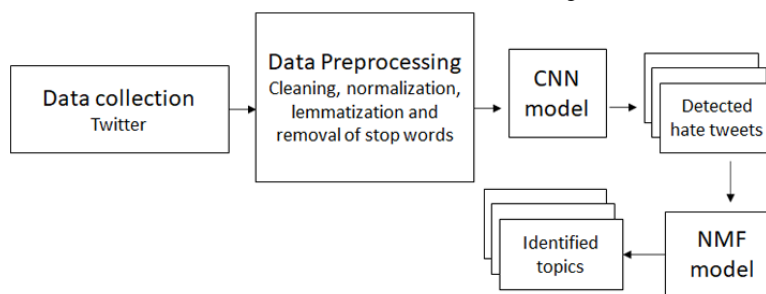 Data collection
Twitter
Data Preprocessing
Cleaning, normalization,
lemmatization and
removal of stop words
CNN
model
Detected
hate tweets
NMF
model
Identified
topics